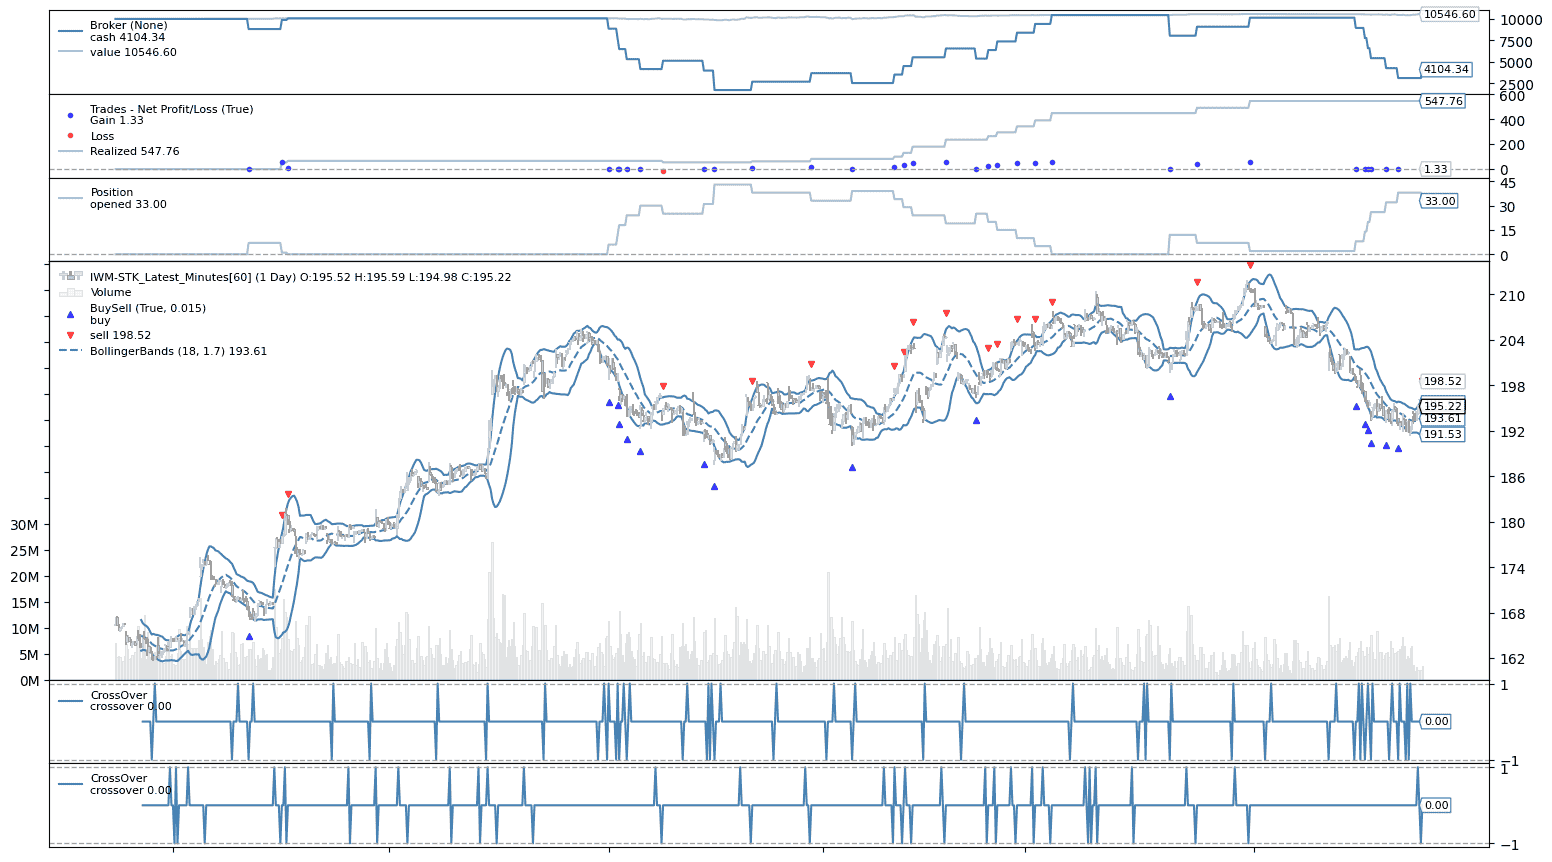 Broker (None)
cash 4104.34
value 10546.60
10546.60
10000
7500
5000
4104.34
2500
Trades - Net Profit/Loss (True)
Gain 1.33
Loss
Realized 547.76
600
547.76
400
200
0
1.33
Position
opened 33.00
45
33.00
30
15
0
IWM-STK_Latest_Minutes[60] (1 Day) O:195.52 H:195.59 L:194.98 C:195.22
Volume
BuySell (True, 0.015)
buy
sell 198.52
BollingerBands (18, 1.7) 193.61
210
204
198
198.52
195.22
193.61
192
191.53
186
180
174
168
162
30M
25M
20M
15M
10M
5M
0M
CrossOver
crossover 0.00
1
0.00
−1
CrossOver
crossover 0.00
1
0.00
−1